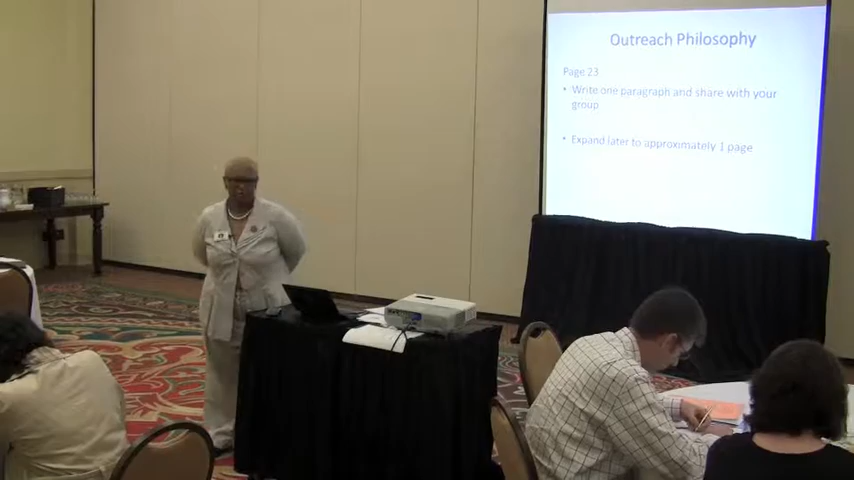 Outreach Philosophy
Page 23
• Write one paragraph and share with your
group
• Expand later to approximately 1 page